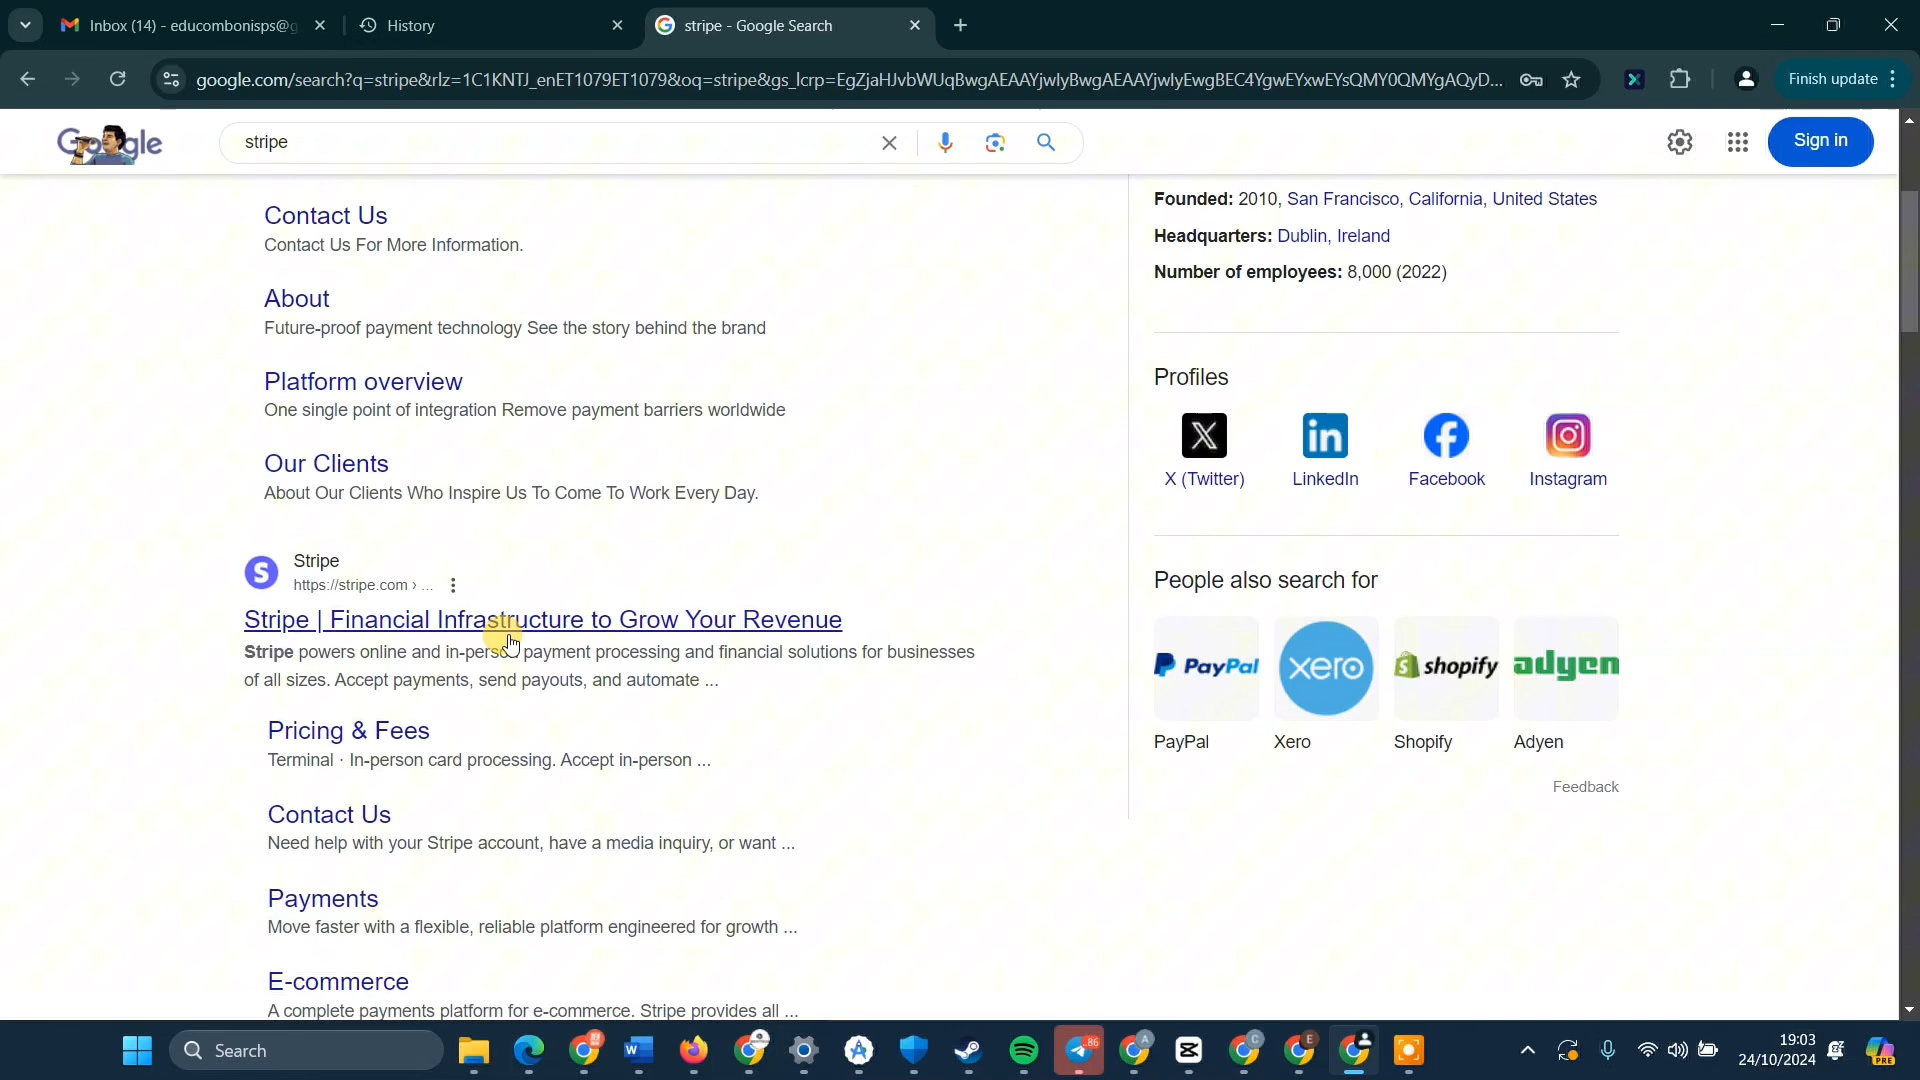 Inbox (14) - educombonisps@g
History
stripe - Google Search
google.com/search?q=stripe&rlz=1C1KNTJ_enET1079ET1079&oq=stripe&gs_lcrp=EgZjaHJvbWUqBwgAEAAYjwIyBwgAEAAYjwIyEwgBEC4YgwEYxwEYsQMY0QMYgAQyD...
Finish update
Google
stripe
Sign in
Contact Us
Contact Us For More Information.
About
Future-proof payment technology See the story behind the brand
Platform overview
One single point of integration Remove payment barriers worldwide
Our Clients
About Our Clients Who Inspire Us To Come To Work Every Day.
Stripe
https://stripe.com › ...
Stripe | Financial Infrastructure to Grow Your Revenue
Stripe powers online and in-person payment processing and financial solutions for businesses
of all sizes. Accept payments, send payouts, and automate ...
Pricing & Fees
Terminal · In-person card processing. Accept in-person ...
Contact Us
Need help with your Stripe account, have a media inquiry, or want ...
Payments
Move faster with a flexible, reliable platform engineered for growth ...
E-commerce
A complete payments platform for e-commerce. Stripe provides all ...
Founded: 2010, San Francisco, California, United States
Headquarters: Dublin, Ireland
Number of employees: 8,000 (2022)
Profiles
X (Twitter)
LinkedIn
Facebook
Instagram
People also search for
PayPal
xero
shopify
adyen
PayPal
Xero
Shopify
Adyen
Feedback
Search
86
A
C
E
19:03
24/10/2024
PRE